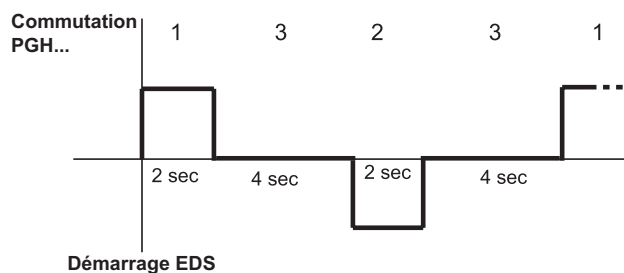 Commutation
PGH...
1 3 2 3 1
2 sec 4 sec 2 sec 4 sec
Démarrage EDS